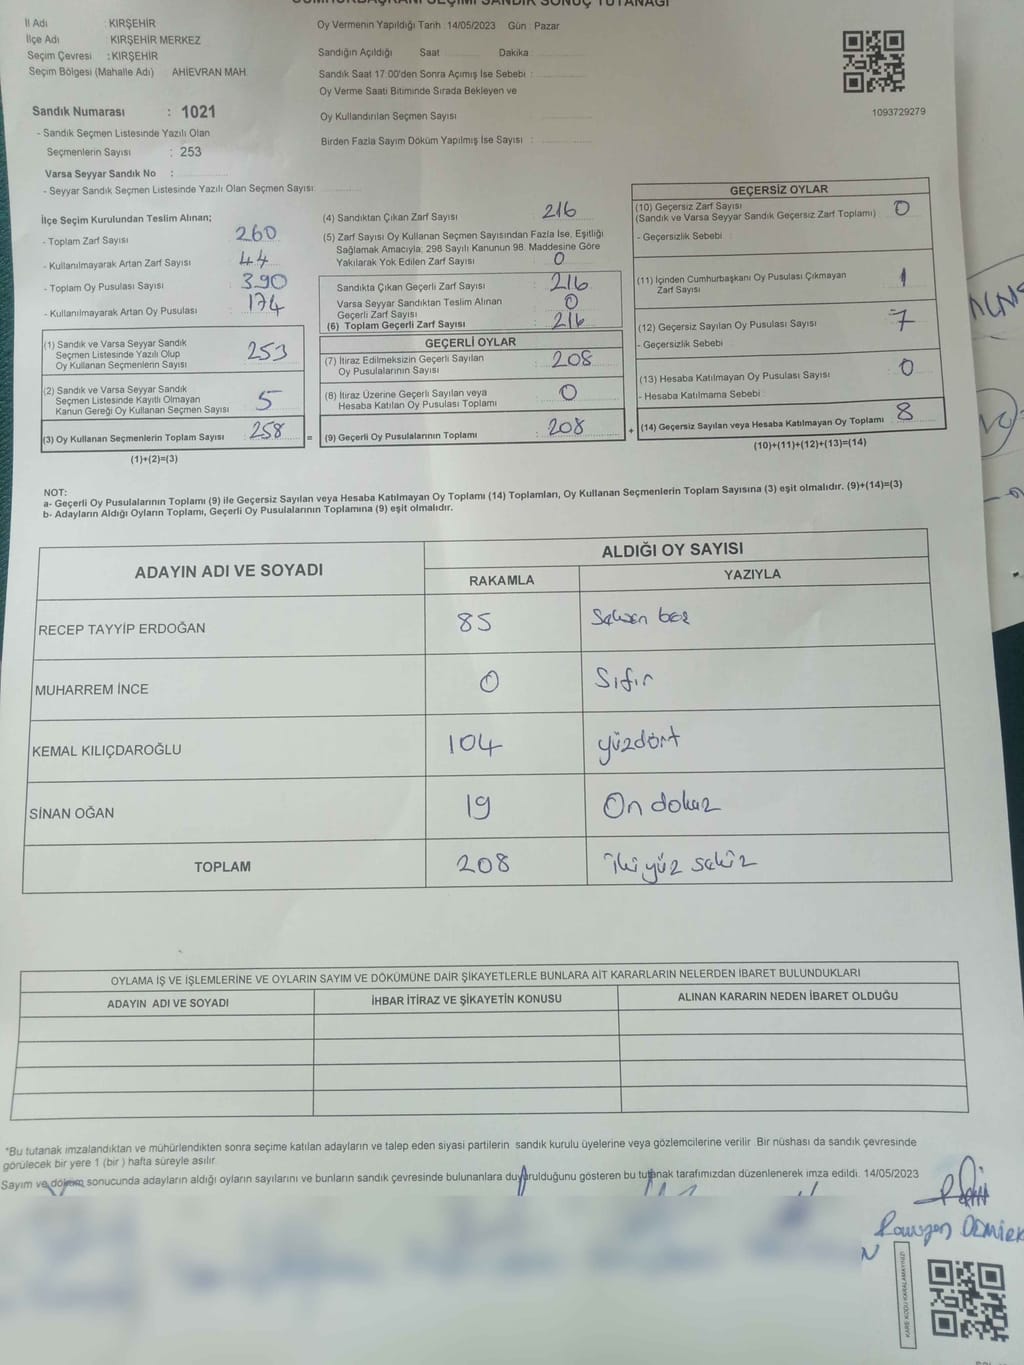 İl Adı : KIRŞEHİR
İlçe Adı : KIRŞEHİR MERKEZ
Seçim Çevresi : KIRŞEHİR
Seçim Bölgesi (Mahalle Adı) AHİEVRAN MAH.
Sandık Numarası : 1021
- Sandık Seçmen Listesinde Yazılı Olan
Seçmenlerin Sayısı : 253
Varsa Seyyar Sandık No :
- Seyyar Sandık Seçmen Listesinde Yazılı Olan Seçmen Sayısı:
Oy Vermenin Yapıldığı Tarih : 14/05/2023 Gün : Pazar
Sandığın Açıldığı Saat Dakika
Sandık Saat 17.00'den Sonra Açımış İse Sebebi :
Oy Verme Saati Bitiminde Sırada Bekleyen ve
Oy Kullandırılan Seçmen Sayısı
Birden Fazla Sayım Döküm Yapılmış İse Sayısı :
1093729279
İlçe Seçim Kurulundan Teslim Alınan;
- Toplam Zarf Sayısı : 260
- Kullanılmayarak Artan Zarf Sayısı : 44
- Toplam Oy Pusulası Sayısı : 390
- Kullanılmayarak Artan Oy Pusulası : 174
(1) Sandık ve Varsa Seyyar Sandık
Seçmen Listesinde Yazılı Olup
Oy Kullanan Seçmenlerin Sayısı : 253
(2) Sandık ve Varsa Seyyar Sandık
Seçmen Listesinde Kayıtlı Olmayan
Kanun Gereği Oy Kullanan Seçmen Sayısı : 5
(3) Oy Kullanan Seçmenlerin Toplam Sayısı : 258 =
(1)+(2)=(3)
(4) Sandıktan Çıkan Zarf Sayısı : 216
(5) Zarf Sayısı Oy Kullanan Seçmen Sayısından Fazla İse, Eşitliği
Sağlamak Amacıyla, 298 Sayılı Kanunun 98. Maddesine Göre
Yakılarak Yok Edilen Zarf Sayısı : 0
Sandıkta Çıkan Geçerli Zarf Sayısı : 216
Varsa Seyyar Sandıktan Teslim Alınan
Geçerli Zarf Sayısı : 0
(6) Toplam Geçerli Zarf Sayısı : 216
GEÇERLİ OYLAR
(7) İtiraz Edilmeksizin Geçerli Sayılan
Oy Pusulalarının Sayısı : 208
(8) İtiraz Üzerine Geçerli Sayılan veya
Hesaba Katılan Oy Pusulası Toplamı : 0
(9) Geçerli Oy Pusulalarının Toplamı : 208 +
GEÇERSİZ OYLAR
(10) Geçersiz Zarf Sayısı
(Sandık ve Varsa Seyyar Sandık Geçersiz Zarf Toplamı) : 0
- Geçersizlik Sebebi :
(11) İçinden Cumhurbaşkanı Oy Pusulası Çıkmayan
Zarf Sayısı : 1
(12) Geçersiz Sayılan Oy Pusulası Sayısı : 7
- Geçersizlik Sebebi
(13) Hesaba Katılmayan Oy Pusulası Sayısı : 0
- Hesaba Katılmama Sebebi :
(14) Geçersiz Sayılan veya Hesaba Katılmayan Oy Toplamı : 8
(10)+(11)+(12)+(13)=(14)
NOT:
a- Geçerli Oy Pusulalarının Toplamı (9) ile Geçersiz Sayılan veya Hesaba Katılmayan Oy Toplamı (14) Toplamları, Oy Kullanan Seçmenlerin Toplam Sayısına (3) eşit olmalıdır. (9)+(14)=(3)
b- Adayların Aldığı Oyların Toplamı, Geçerli Oy Pusulalarının Toplamına (9) eşit olmalıdır.
ADAYIN ADI VE SOYADI ALDIĞI OY SAYISI
RAKAMLA YAZIYLA
RECEP TAYYİP ERDOĞAN 85 Seksen beş
MUHARREM İNCE 0 Sıfır
KEMAL KILIÇDAROĞLU 104 yüzdört
SİNAN OĞAN 19 On dokuz
TOPLAM 208 İki yüz sekiz
OYLAMA İŞ VE İŞLEMLERİNE VE OYLARIN SAYIM VE DÖKÜMÜNE DAİR ŞİKAYETLERLE BUNLARA AİT KARARLARIN NELERDEN İBARET BULUNDUKLARI
ADAYIN ADI VE SOYADI İHBAR İTİRAZ VE ŞİKAYETİN KONUSU ALINAN KARARIN NEDEN İBARET OLDUĞU
*Bu tutanak imzalandıktan ve mühürlendikten sonra seçime katılan adayların ve talep eden siyasi partilerin sandık kurulu üyelerine veya gözlemcilerine verilir. Bir nüshası da sandık çevresinde
görülecek bir yere 1 (bir) hafta süreyle asılır.
Sayım ve döküm sonucunda adayların aldığı oyların sayılarını ve bunların sandık çevresinde bulunanlara duyurulduğunu gösteren bu tutanak tarafımızdan düzenlenerek imza edildi. 14/05/2023
KARE KODU KARALAMAYINIZ!